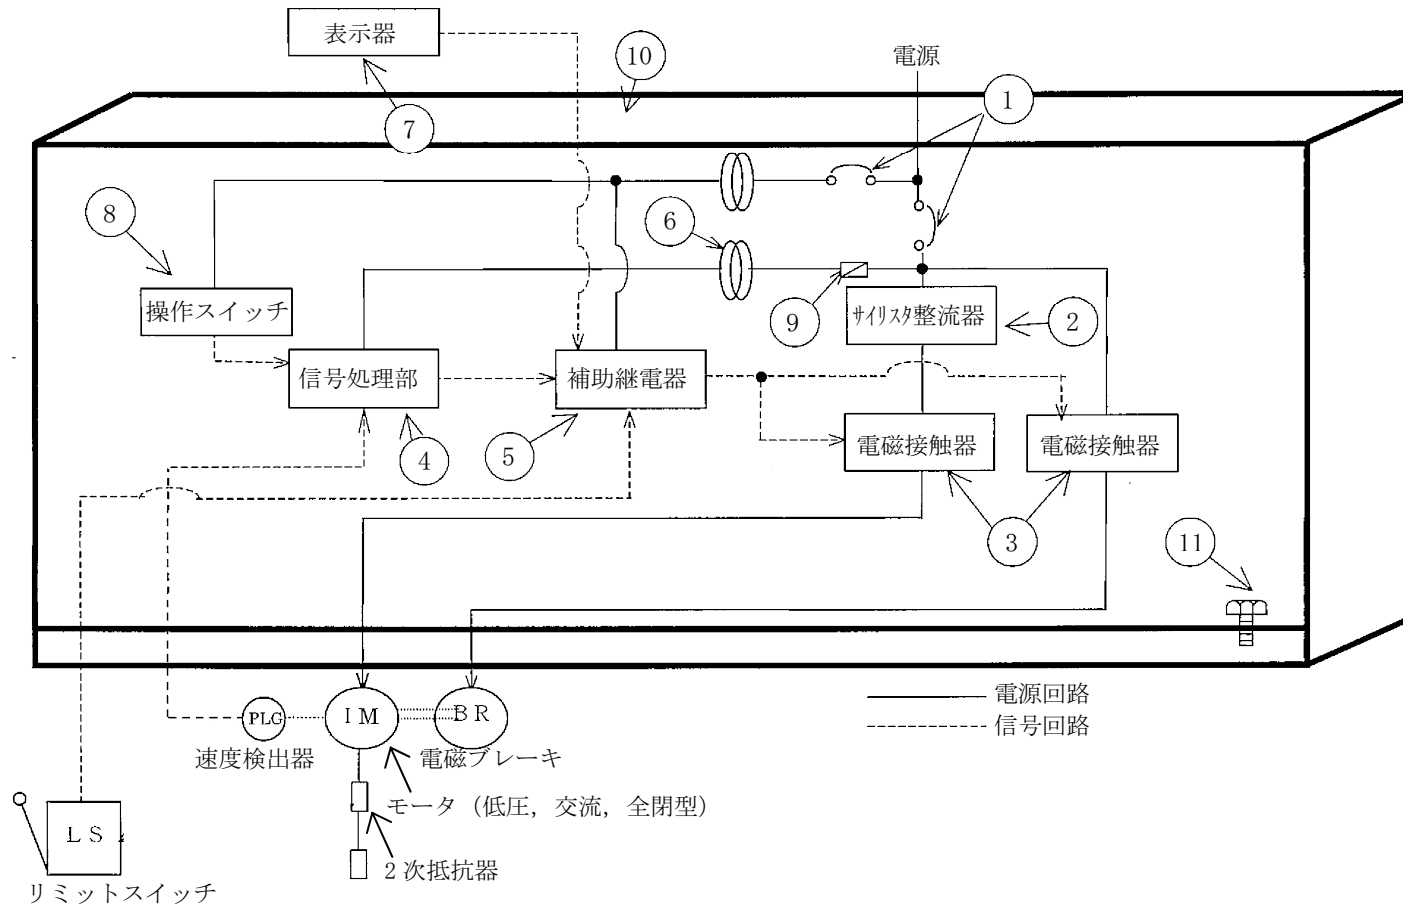 表示器
⑩
電源
①
⑦
⑧
⑥
操作スイッチ
⑨
サイリスタ整流器
②
信号処理部
補助継電器
④
⑤
電磁接触器
電磁接触器
③
⑪
電源回路
信号回路
PLG
IM
BR
速度検出器
電磁ブレーキ
モータ（低圧，交流，全閉型）
LS
2次抵抗器
リミットスイッチ